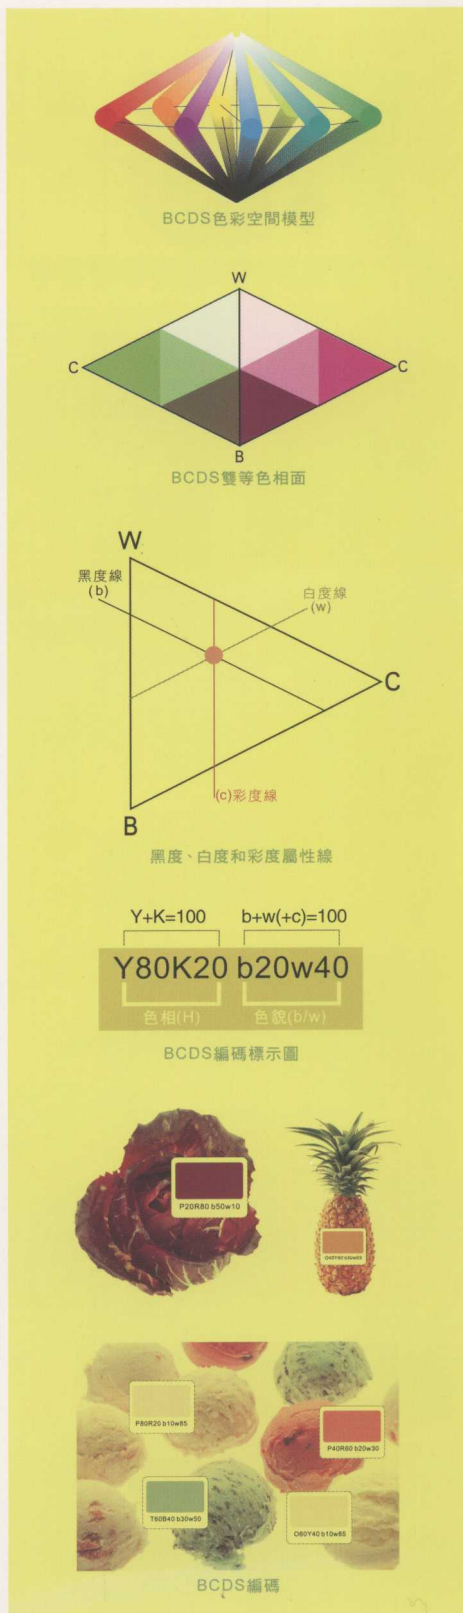 BCDS色彩空間模型
W
C
C
B
BCDS雙等色相面
W
黑度線
(b)
白度線
(w)
C
(c)彩度線
B
黑度、白度和彩度屬性線
Y+K=100
b+w(+c)=100
Y80K20 b20w40
色相(H)
色貌(b/w)
BCDS編碼標示圖
P20R80 b50w10
P80R20 b10w85
P40R60 b20w30
T60B40 b30w50
O60Y40 b10w85
BCDS編碼